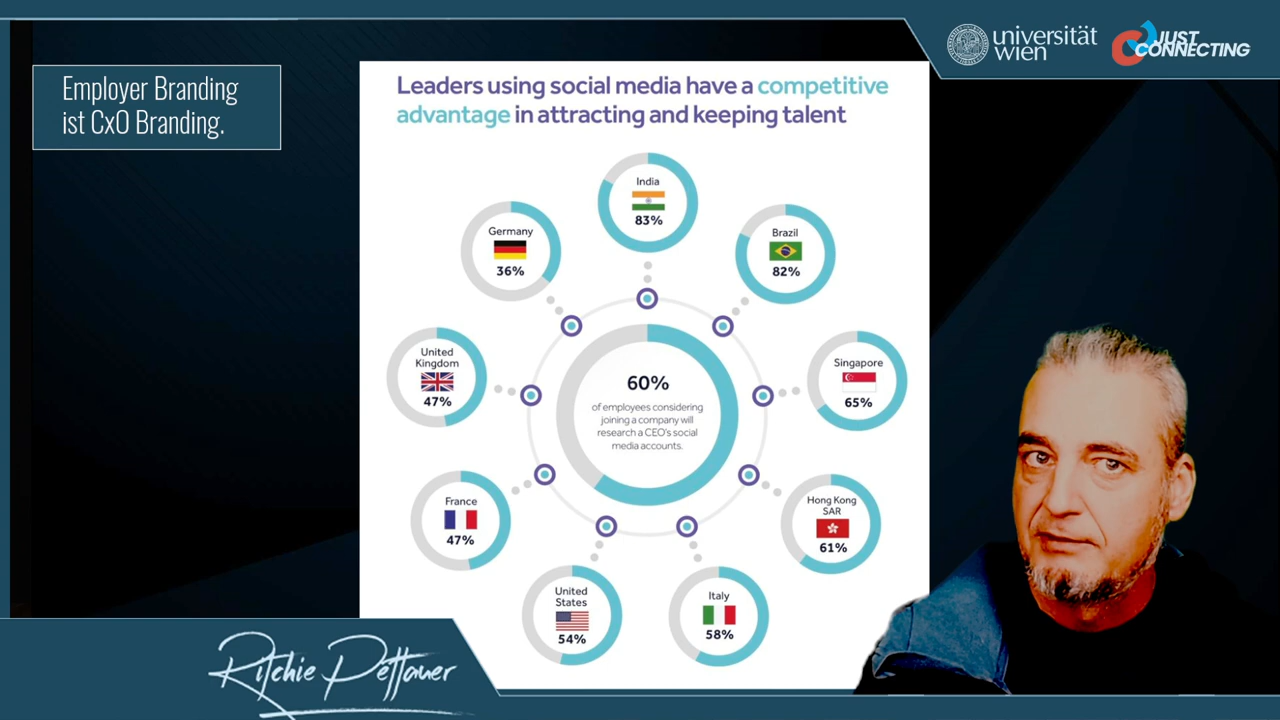 universität
wien
JUST
CONNECTING
Employer Branding
ist CxO Branding.
Leaders using social media have a competitive
advantage in attracting and keeping talent
India
83%
Germany
36%
Brazil
82%
United
Kingdom
47%
Singapore
65%
60%
of employees considering
joining a company will
research a CEO's social
media accounts.
France
47%
Hong Kong
SAR
61%
United
States
54%
Italy
58%
Ritchie Pettauer